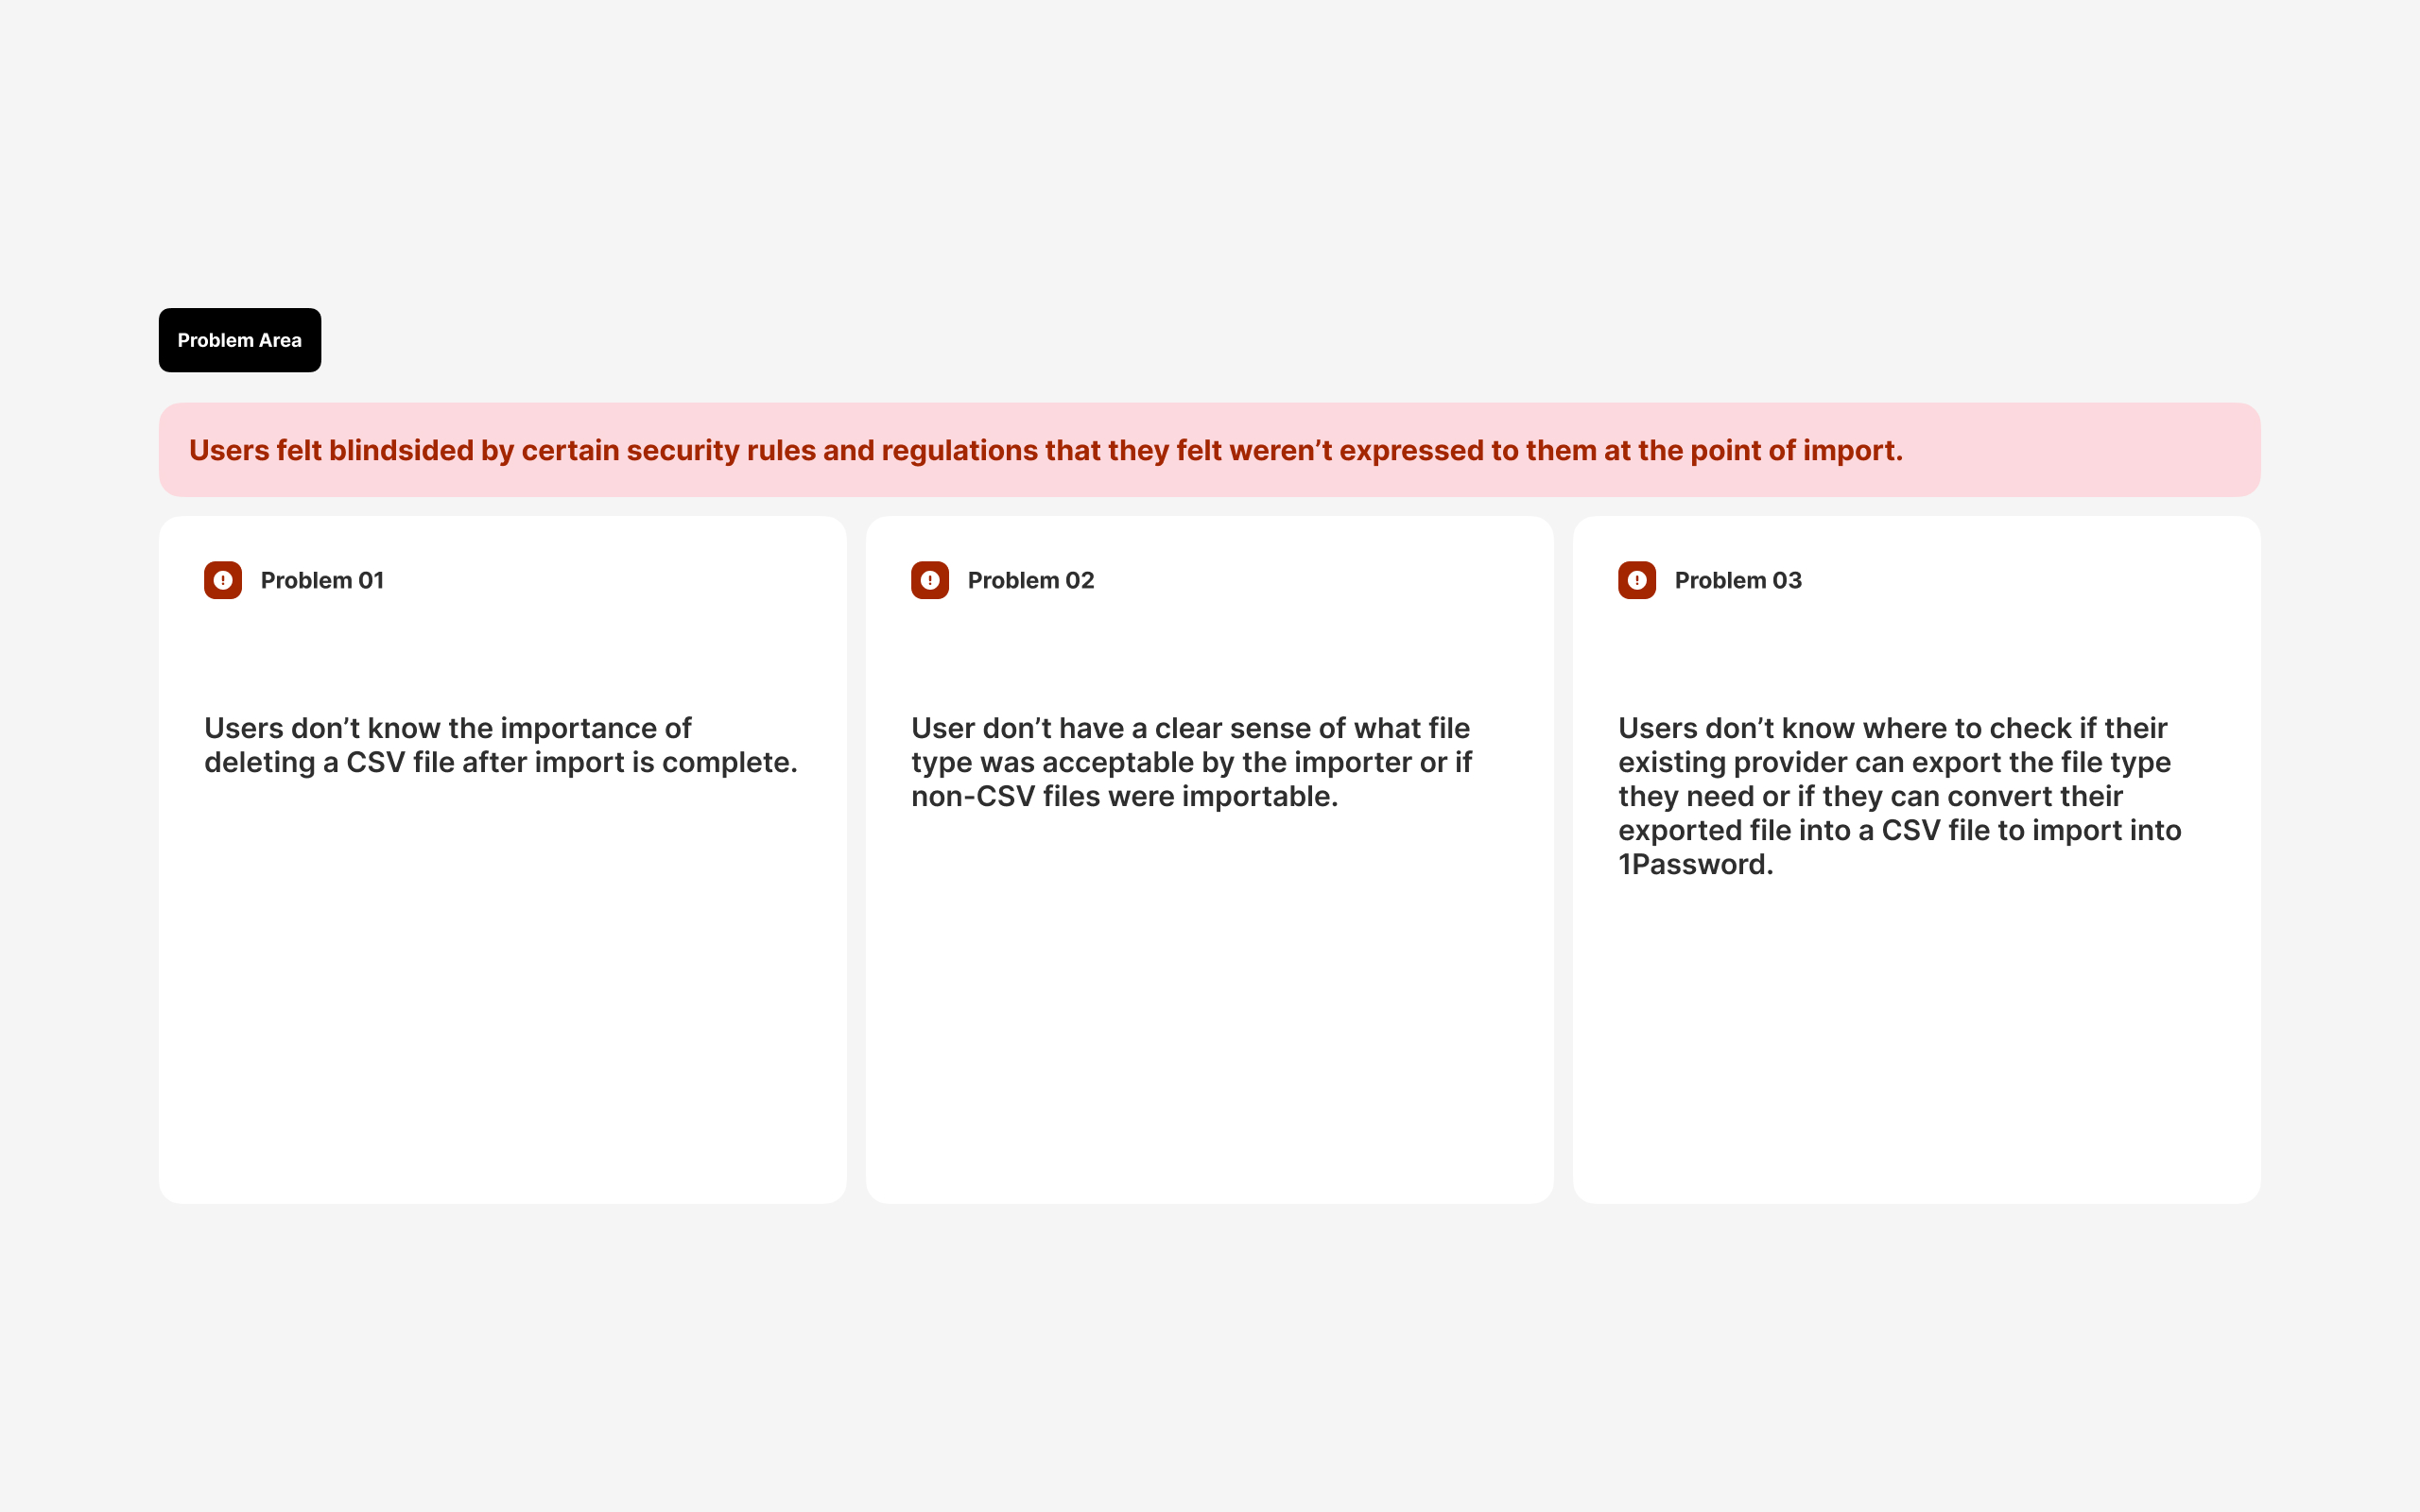 Problem Area
Users felt blindsided by certain security rules and regulations that they felt weren’t expressed to them at the point of import.
Problem 01
Users don’t know the importance of
deleting a CSV file after import is complete.
Problem 02
User don’t have a clear sense of what file
type was acceptable by the importer or if
non-CSV files were importable.
Problem 03
Users don’t know where to check if their
existing provider can export the file type
they need or if they can convert their
exported file into a CSV file to import into
1Password.